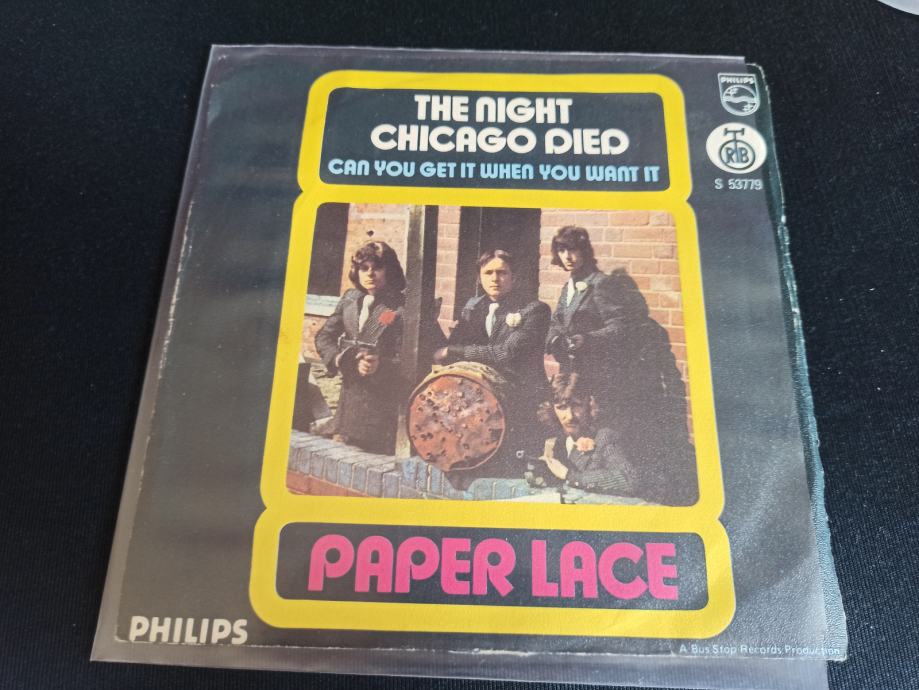 THE NIGHT
CHICAGO DIED
CAN YOU GET IT WHEN YOU WANT IT
PHILIPS
RTB
S 53779
PAPER LACE
PHILIPS
A Bus Stop Records Production